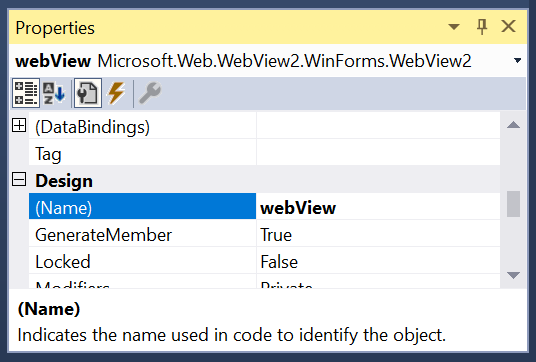 Properties
webView Microsoft.Web.WebView2.WinForms.WebView2
(DataBindings)
Tag
Design
(Name) webView
GenerateMember True
Locked False
Modifiers Private
(Name)
Indicates the name used in code to identify the object.